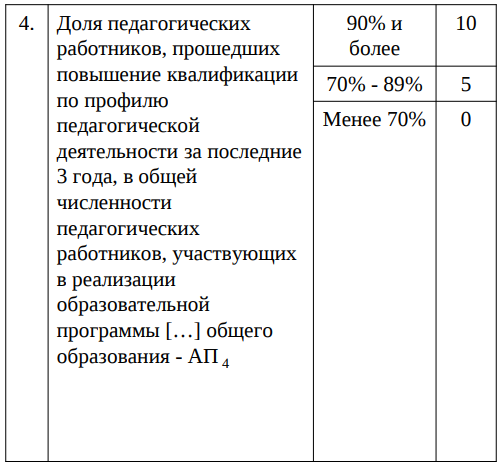 4.
Доля педагогических
работников, прошедших
повышение квалификации
по профилю
педагогической
деятельности за последние
3 года, в общей
численности
педагогических
работников, участвующих
в реализации
образовательной
программы […] общего
образования - АП 4
90% и
более
10
70% - 89%
5
Менее 70%
0